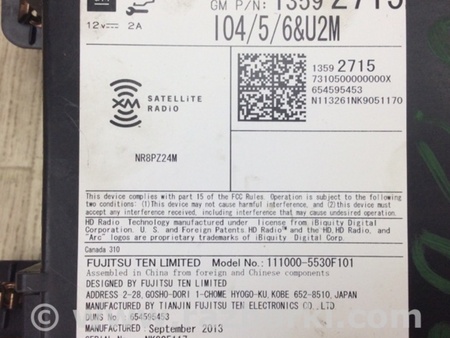 GM P/N: 1359 2715
12V 2A
IO4/5/6&U2M
1359 2715
7310500000000X
654595453
N113261NK9051170
XM SATELLITE RADIO
NR8PZ24M
This device complies with part 15 of the FCC Rules. Operation is subject to the following
two conditions: (1)This device may not cause harmful interference, and (2)this device must
accept any interference received, including interference that may cause undesired operation.
HD Radio Technology manufactured under license from iBiquity Digital
Corporation. U. S. and Foreign Patents. HD Radio™ and the HD, HD Radio, and
"Arc" logos are proprietary trademarks of iBiquity Digital Corp.
Canada 310
FUJITSU TEN LIMITED Model No.: 111000-5530F101
Assembled in China from foreign and Chinese components
DESIGNED BY FUJITSU TEN LIMITED
ADDRESS 2-28, GOSHO-DORI 1-CHOME HYOGO-KU, KOBE 652-8510, JAPAN
MANUFACTURED BY TIANJIN FUJITSU TEN ELECTRONICS CO., LTD
DUNS No. 654595453
MANUFACTURED September 2013